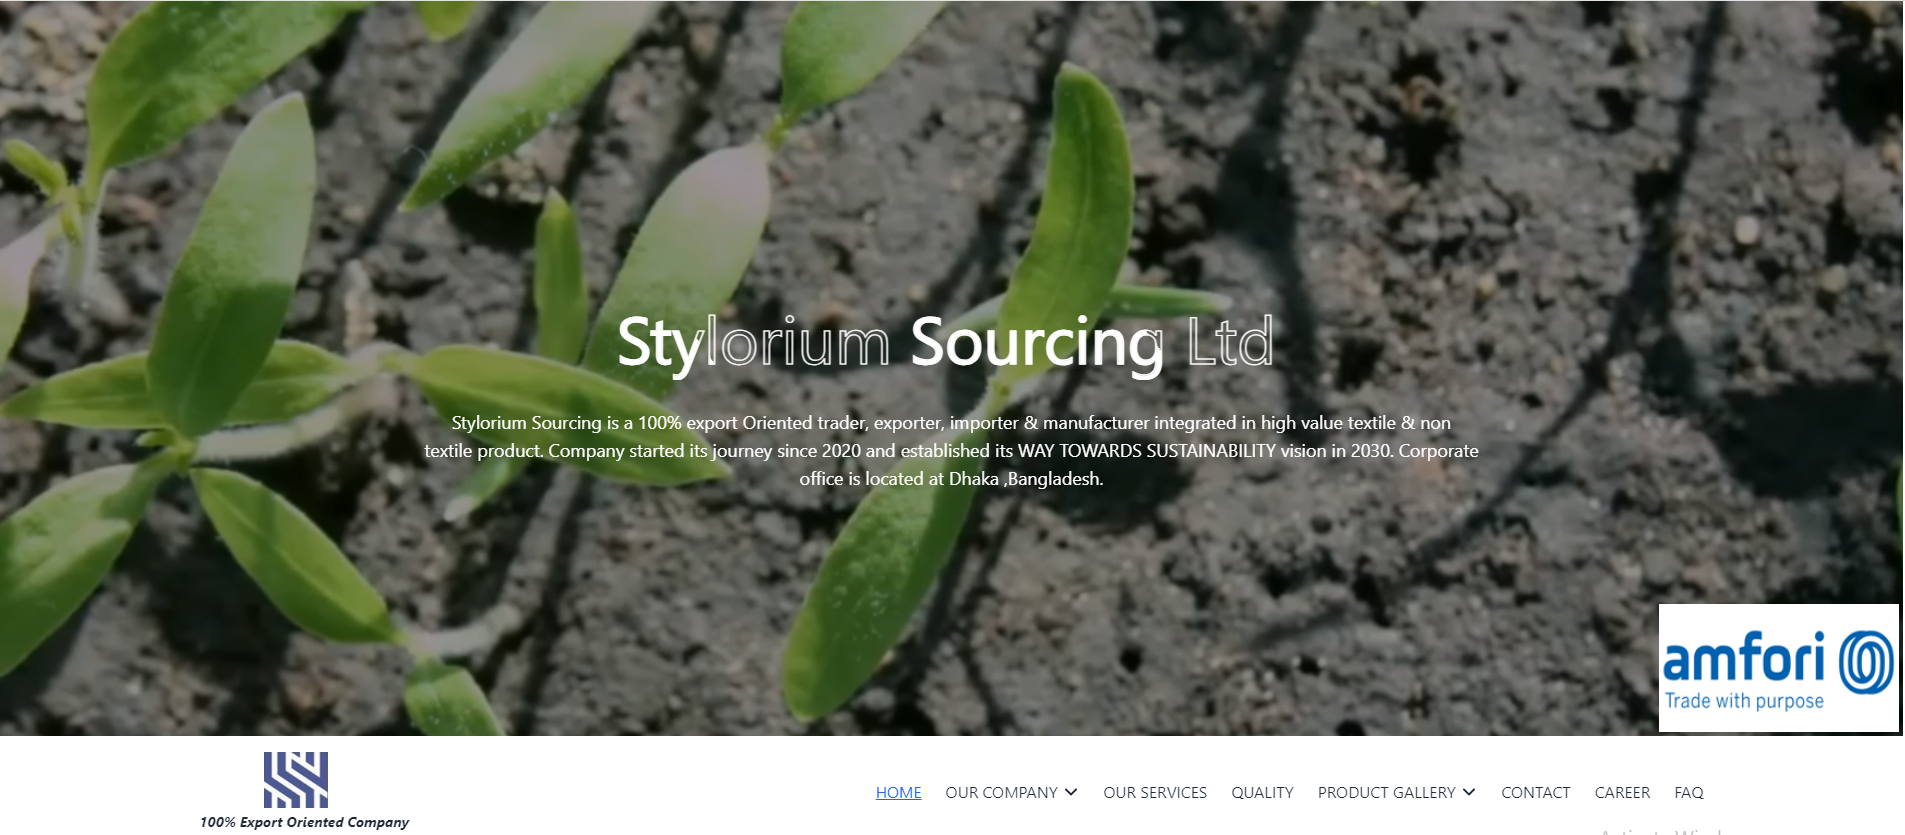 Stylorium Sourcing Ltd
Stylorium Sourcing is a 100% export Oriented trader, exporter, importer & manufacturer integrated in high value textile & non
textile product. Company started its journey since 2020 and established its WAY TOWARDS SUSTAINABILITY vision in 2030. Corporate
office is located at Dhaka ,Bangladesh.
amfori
Trade with purpose
HOME OUR COMPANY OUR SERVICES QUALITY PRODUCT GALLERY CONTACT CAREER FAQ
100% Export Oriented Company